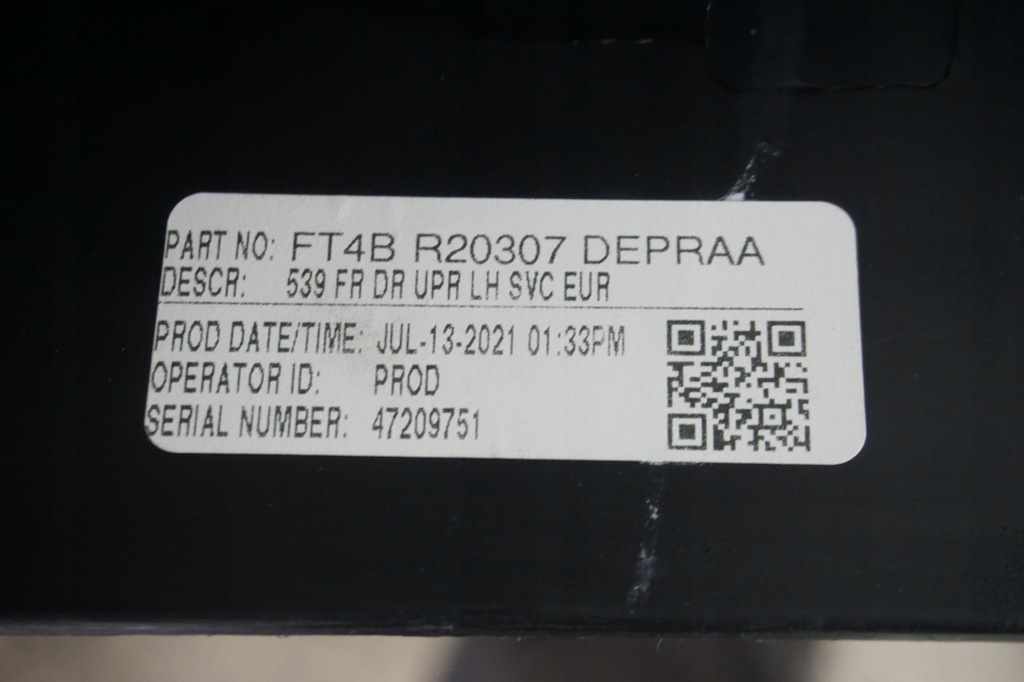 PART NO: FT4B R20307 DEPRAA
DESCR: 539 FR DR UPR LH SVC EUR
PROD DATE/TIME: JUL-13-2021 01:33PM
OPERATOR ID: PROD
SERIAL NUMBER: 47209751